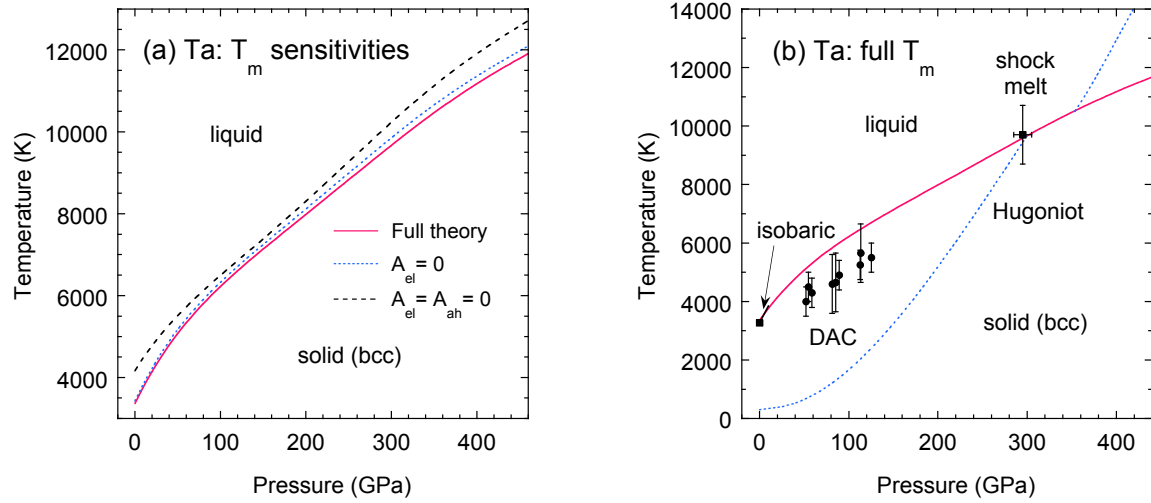 (a) Ta: T_m sensitivities
12000
10000
8000
6000
4000
Temperature (K)
liquid
Full theory
A_el = 0
A_el = A_ah = 0
solid (bcc)
0 100 200 300 400
Pressure (GPa)
(b) Ta: full T_m
14000
12000
10000
8000
6000
4000
2000
0
Temperature (K)
shock
melt
liquid
isobaric
Hugoniot
DAC
solid (bcc)
0 100 200 300 400
Pressure (GPa)